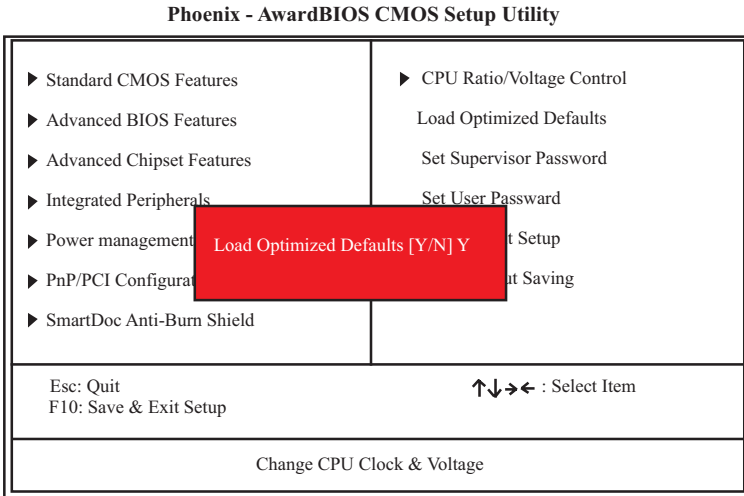 Phoenix - AwardBIOS CMOS Setup Utility
Standard CMOS Features
Advanced BIOS Features
Advanced Chipset Features
Integrated Peripherals
Power management
PnP/PCI
SmartDoc Anti-Burn Shield
CPU Ratio/Voltage Control
Load Optimized Defaults
Set Supervisor Password
Set User Passward
Setup
Saving
Load Optimized Defaults [Y/N] Y
Esc: Quit
F10: Save & Exit Setup
↑↓→← : Select Item
Change CPU Clock & Voltage